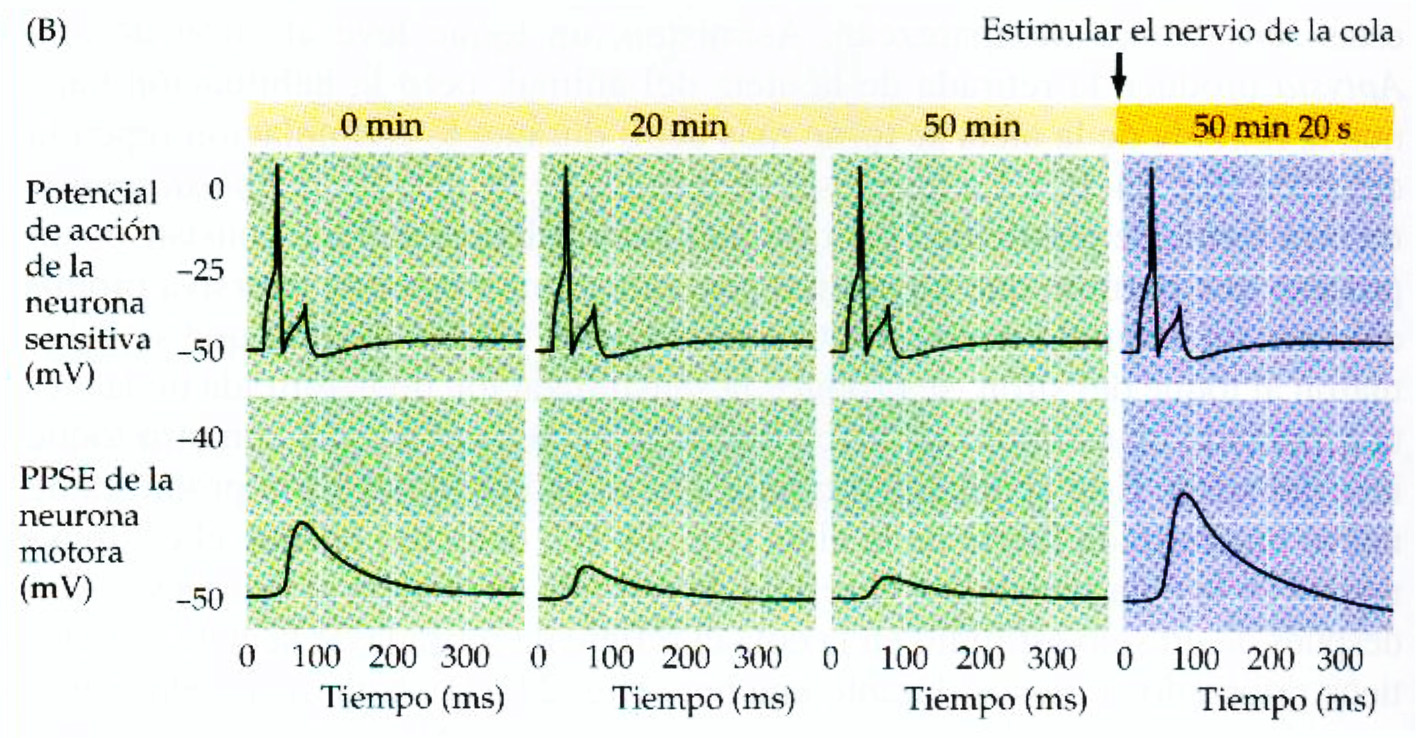 (B)
Estimular el nervio de la cola
0 min 20 min 50 min 50 min 20 s
Potencial
de acción
de la
neurona
sensitiva
(mV)
0
–25
–50
PPSE de la
neurona
motora
(mV)
–40
–50
0 100 200 300 0 100 200 300 0 100 200 300 0 100 200 300
Tiempo (ms) Tiempo (ms) Tiempo (ms) Tiempo (ms)